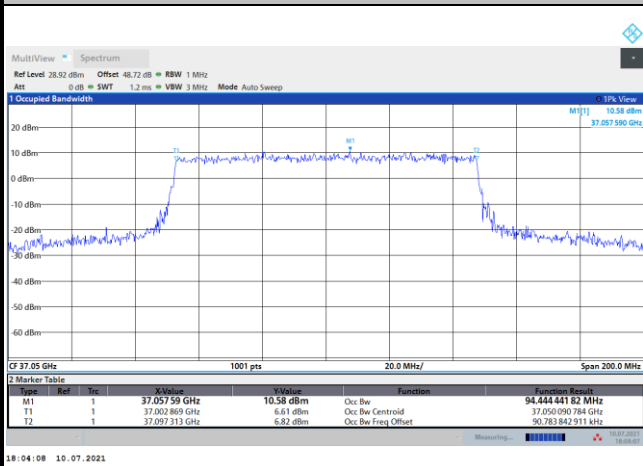 MultiView Spectrum
Ref Level 28.92 dBm Offset 48.72 dB RBW 1 MHz
Att 0 dB SWT 1.2 ms VBW 3 MHz Mode Auto Sweep
1 Occupied Bandwidth 1Pk View
M1[1] 10.58 dBm
37.057 590 GHz
20 dBm
M1
10 dBm
T1
T2
0 dBm
-10 dBm
-20 dBm
-30 dBm
-40 dBm
-50 dBm
-60 dBm
CF 37.05 GHz 1001 pts 20.0 MHz/ Span 200.0 MHz
2 Marker Table
Type Ref Trc X-Value Y-Value Function Function Result
M1 1 37.057 59 GHz 10.58 dBm Occ Bw 94.444 441 82 MHz
T1 1 37.002 869 GHz 6.61 dBm Occ Bw Centroid 37.050 090 784 GHz
T2 1 37.097 313 GHz 6.82 dBm Occ Bw Freq Offset 90.783 842 911 kHz
Measuring... 10.07.2021
18:04:07
18:04:08 10.07.2021